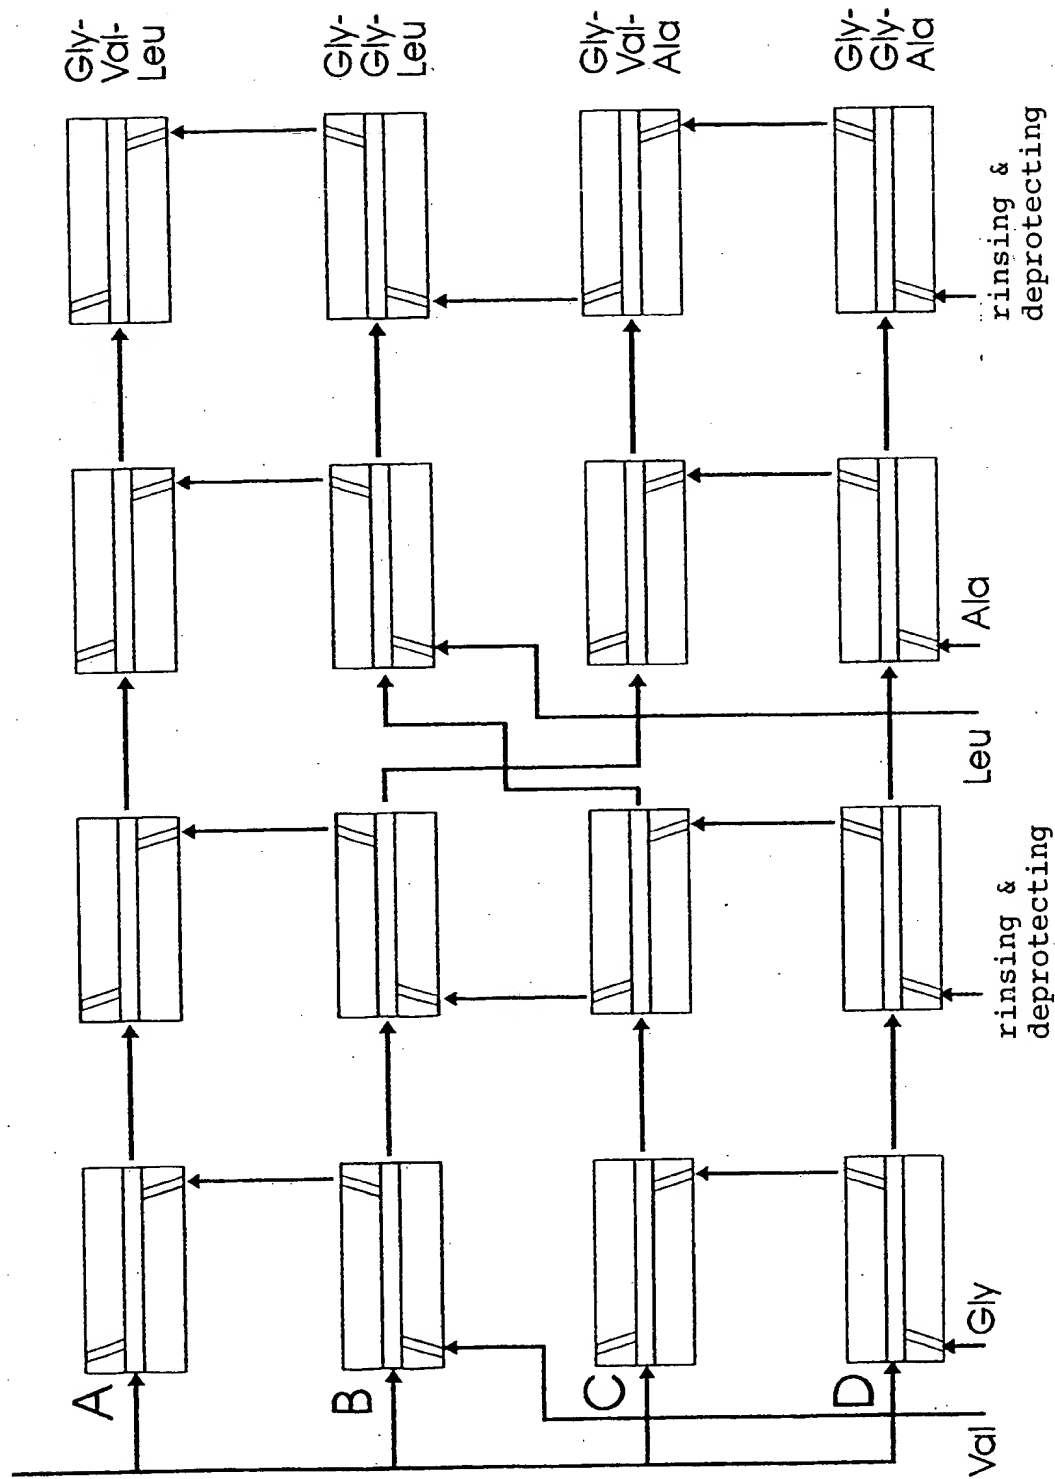 Gly-
Val-
Leu
Gly-
Gly-
Leu
Gly-
Val-
Ala
Gly-
Gly-
Ala
A
B
C
D
Val
Gly
rinsing &
deprotecting
Leu
Ala
rinsing &
deprotecting